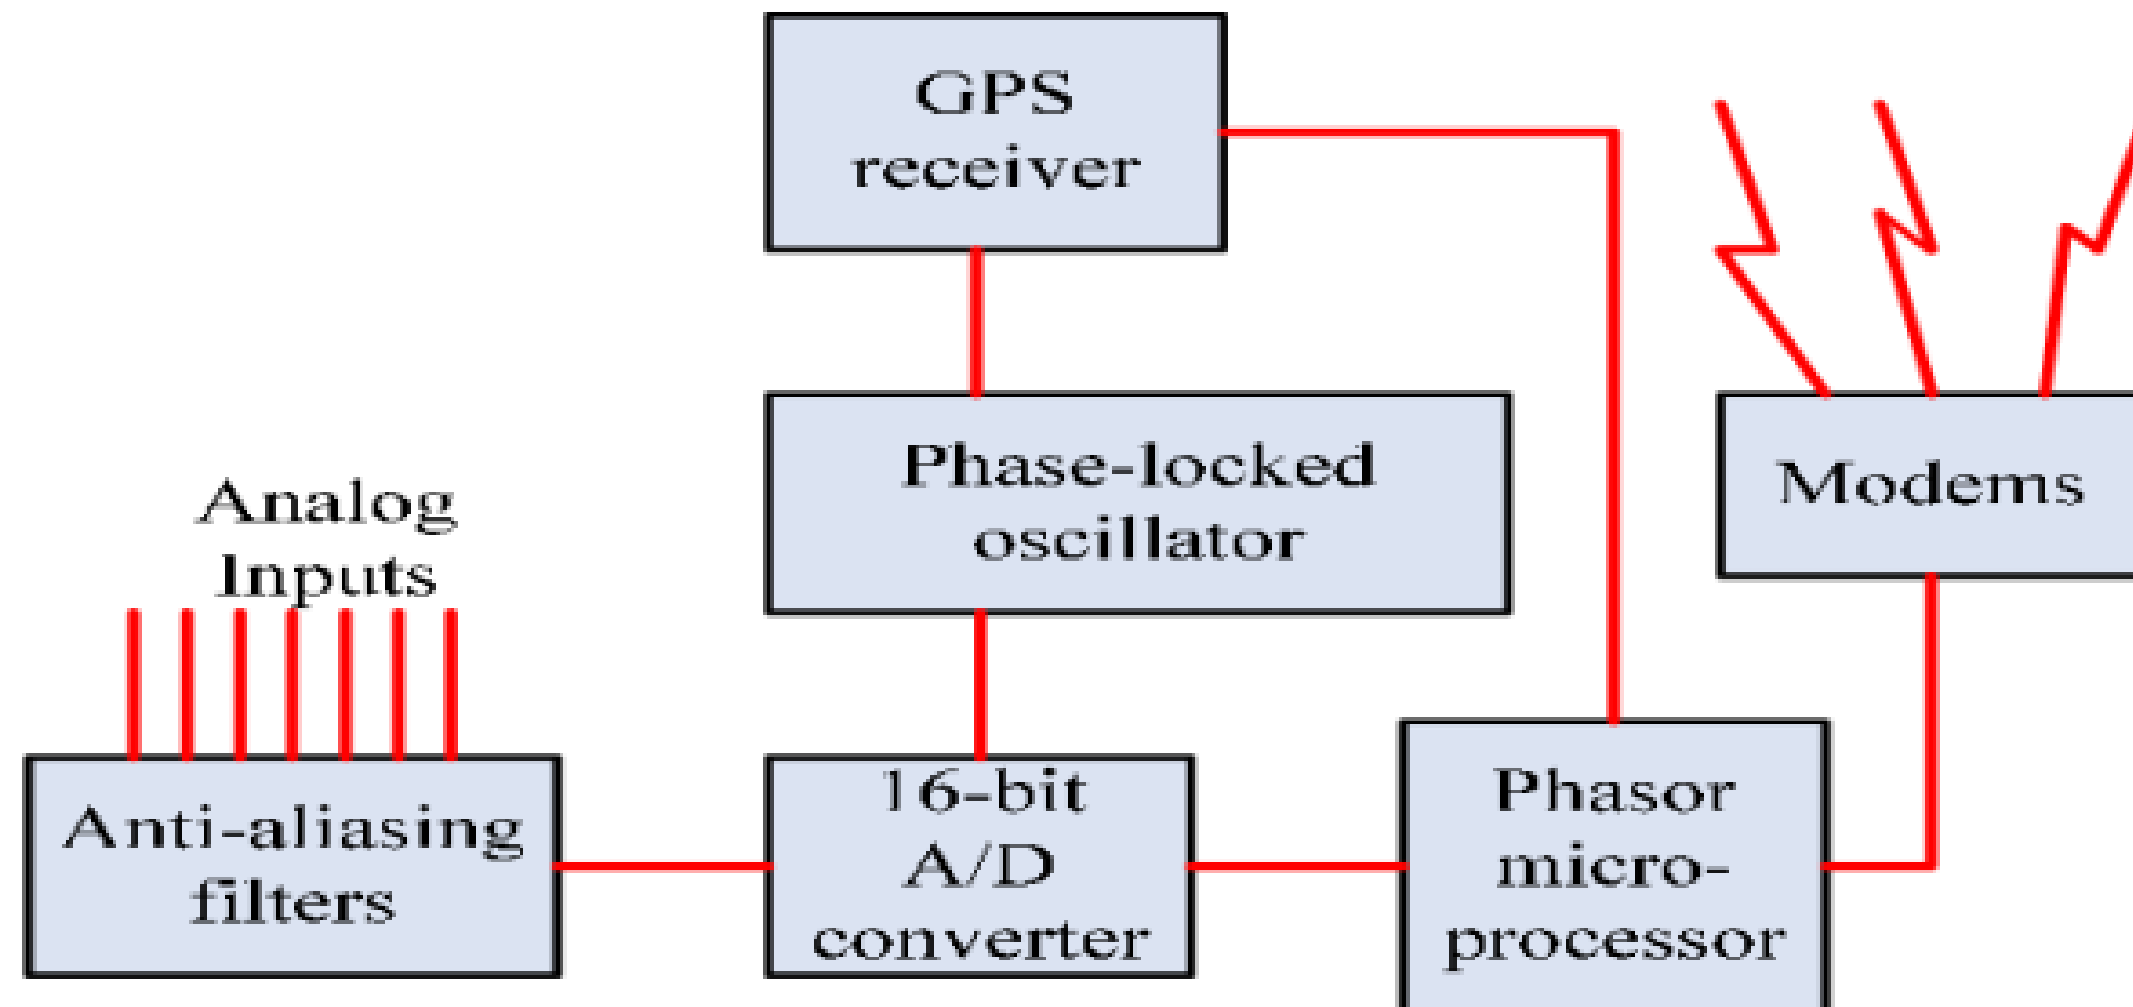 GPS
receiver
Phase-locked
oscillator
Modems
Analog
Inputs
Anti-aliasing
filters
16-bit
A/D
converter
Phasor
micro-
processor